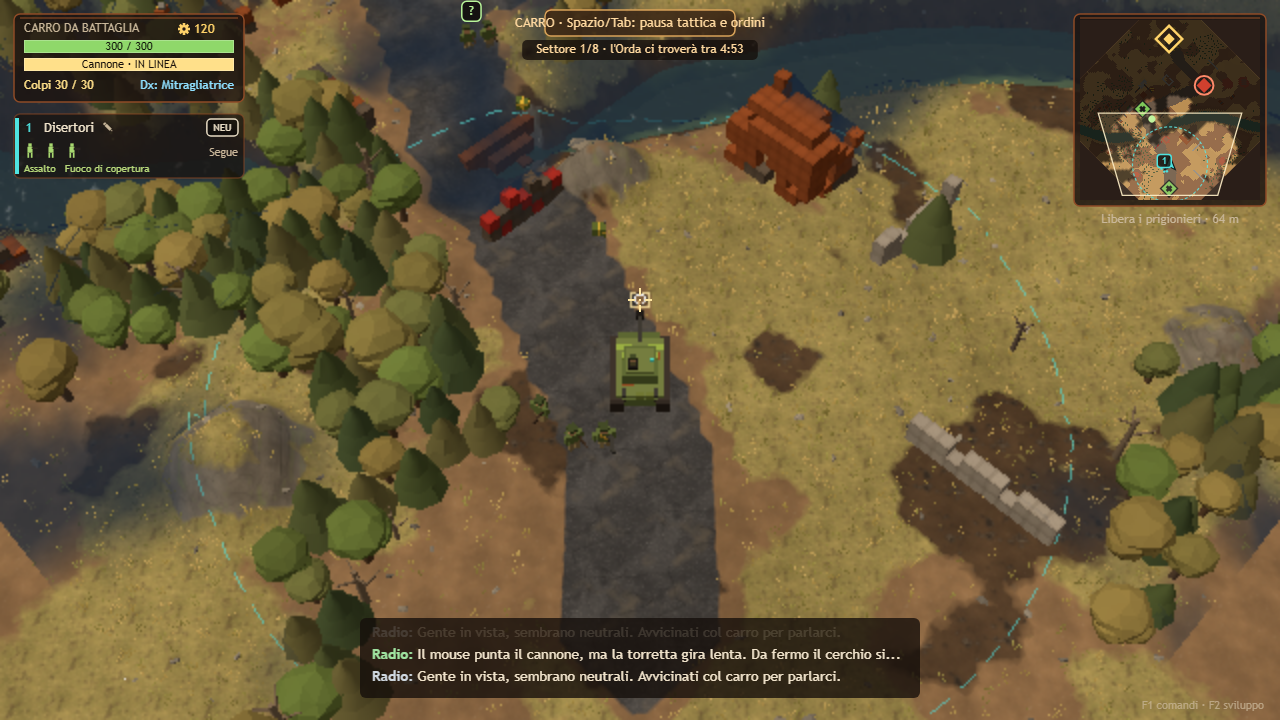 CARRO DA BATTAGLIA 120
300 / 300
Cannone · IN LINEA
Colpi 30 / 30 Dx: Mitragliatrice
1 Disertori NEU
Segue
Assalto Fuoco di copertura
?
CARRO · Spazio/Tab: pausa tattica e ordini
Settore 1/8 · l'Orda ci troverà tra 4:53
1
Libera i prigionieri · 64 m
Radio: Gente in vista, sembrano neutrali. Avvicinati col carro per parlarci.
Radio: Il mouse punta il cannone, ma la torretta gira lenta. Da fermo il cerchio si...
Radio: Gente in vista, sembrano neutrali. Avvicinati col carro per parlarci.
F1 comandi · F2 sviluppo